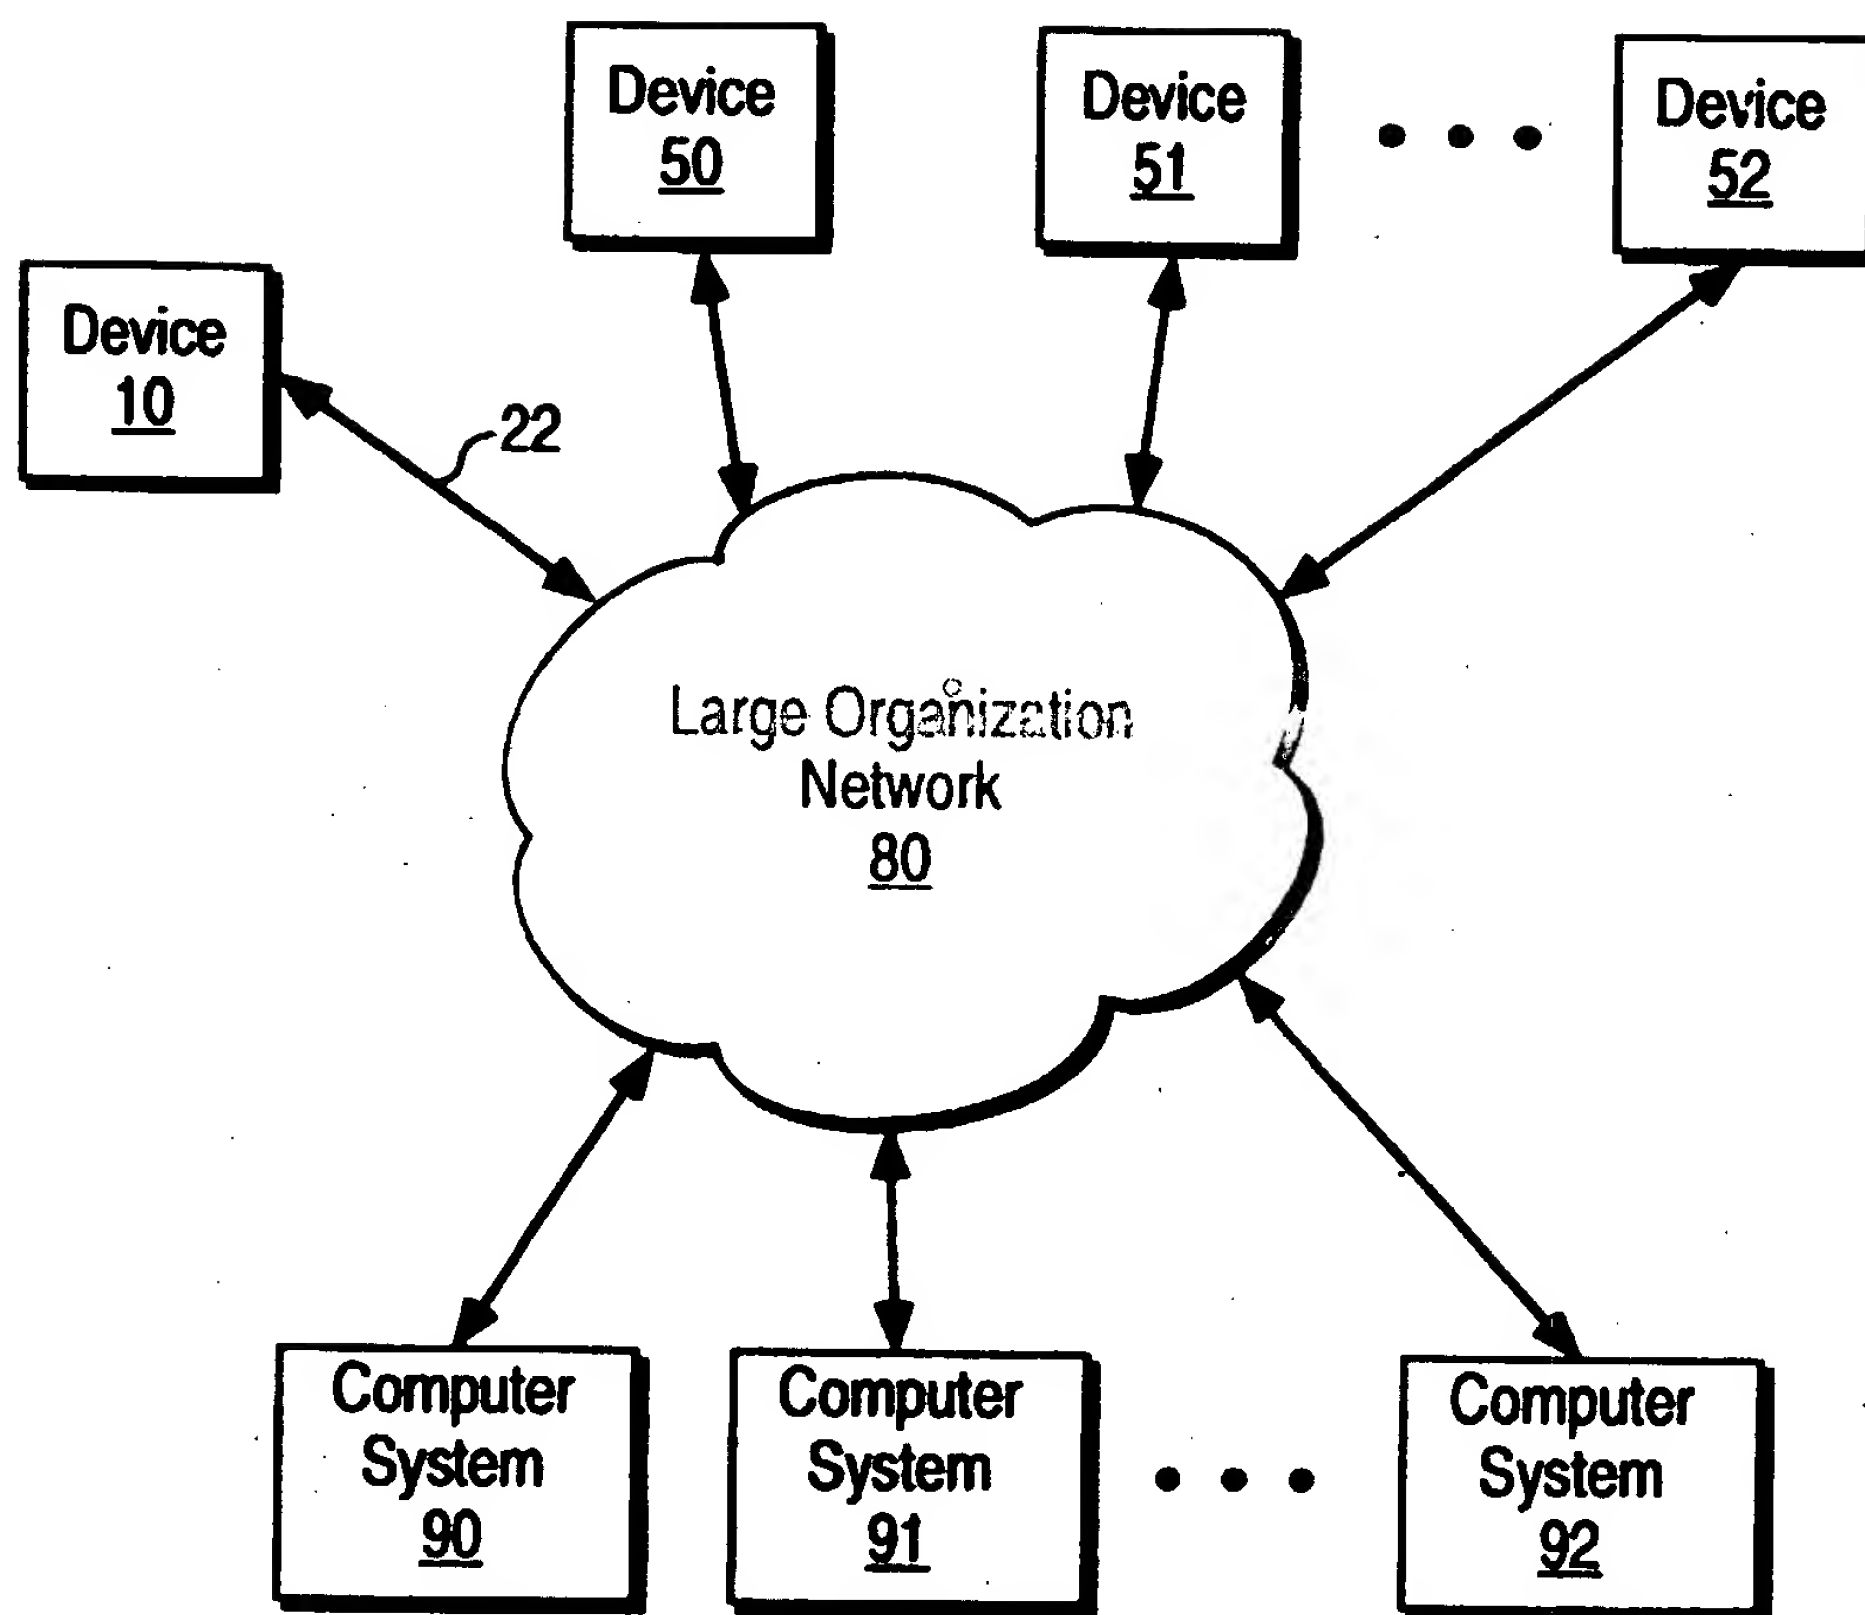 Device
50
Device
51
Device
52
Device
10
22
Large Organization
Network
80
Computer
System
90
Computer
System
91
Computer
System
92